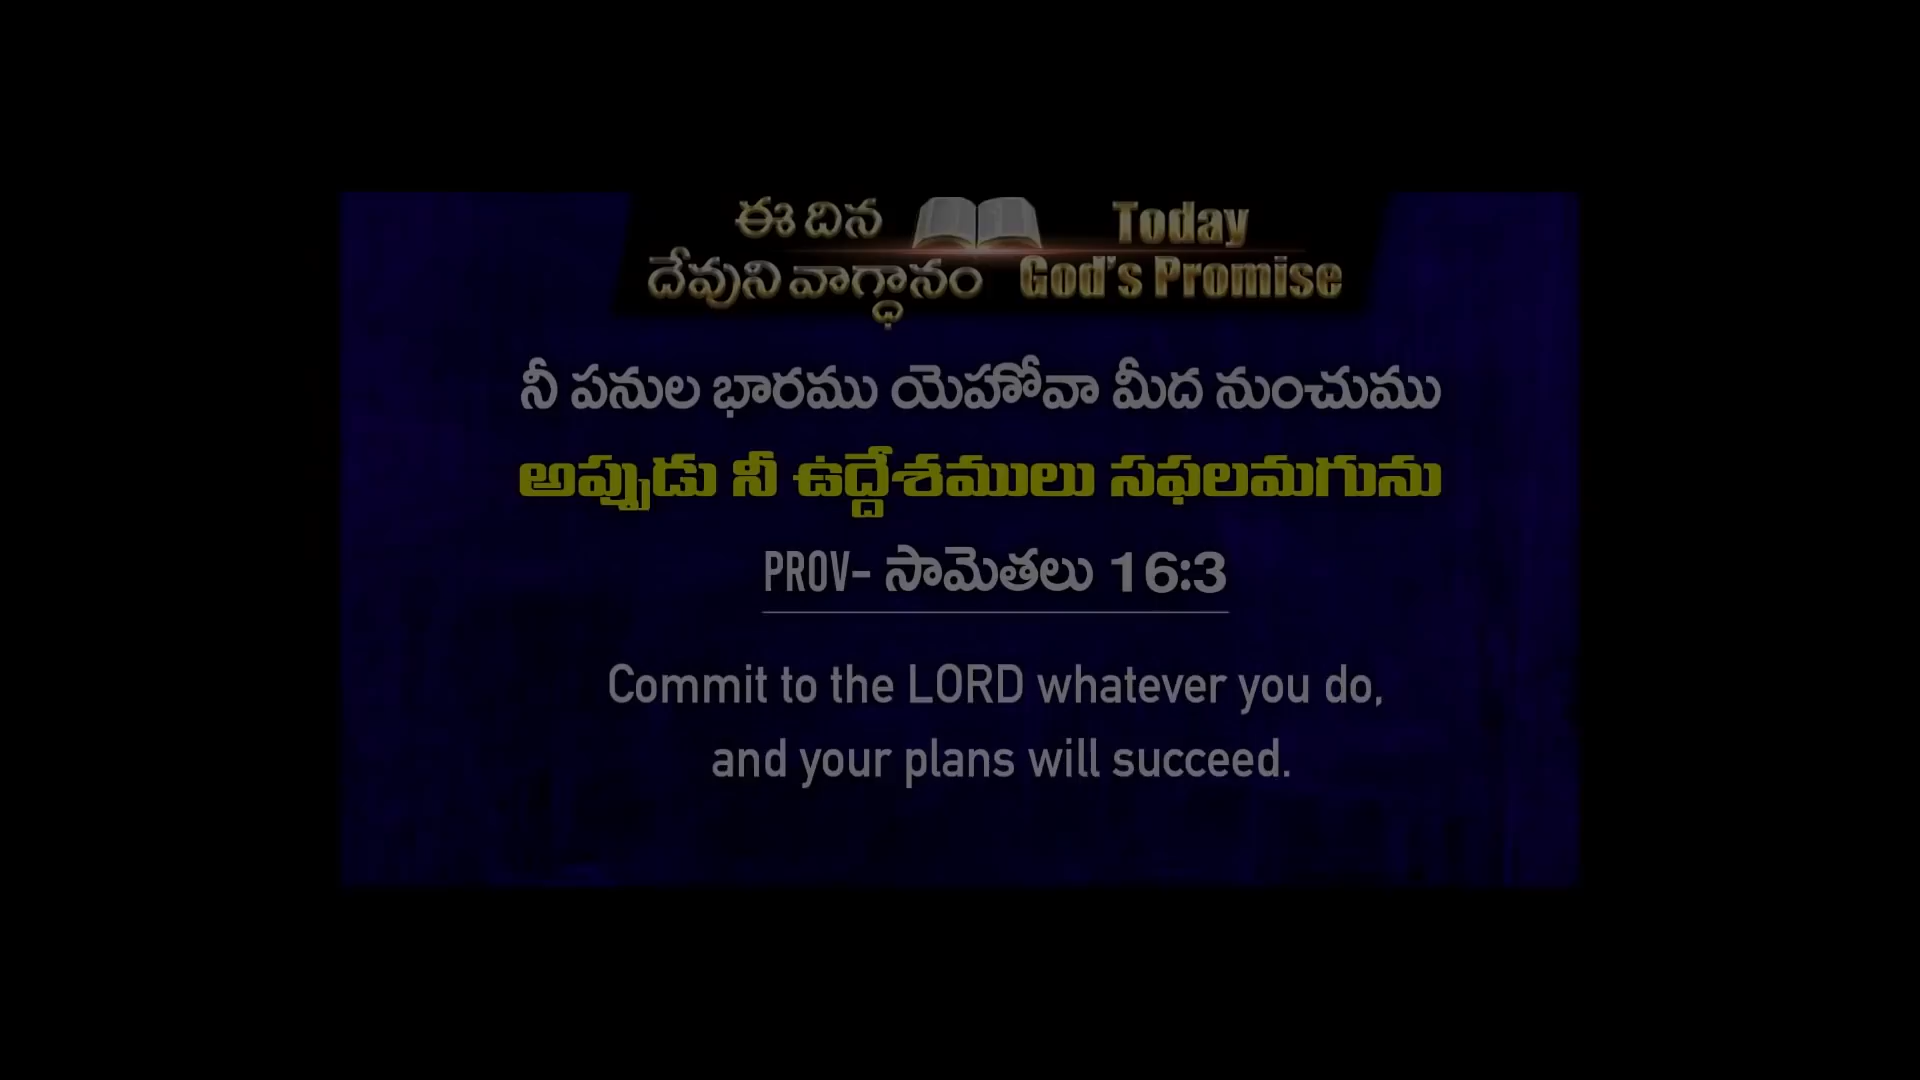 ఈ దిన
దేవుని వాగ్ధానం
Today
God's Promise
నీ పనుల భారము యెహోవా మీద నుంచుము
అప్పుడు నీ ఉద్దేశములు సఫలమగును
PROV- సామెతలు 16:3
Commit to the LORD whatever you do,
and your plans will succeed.